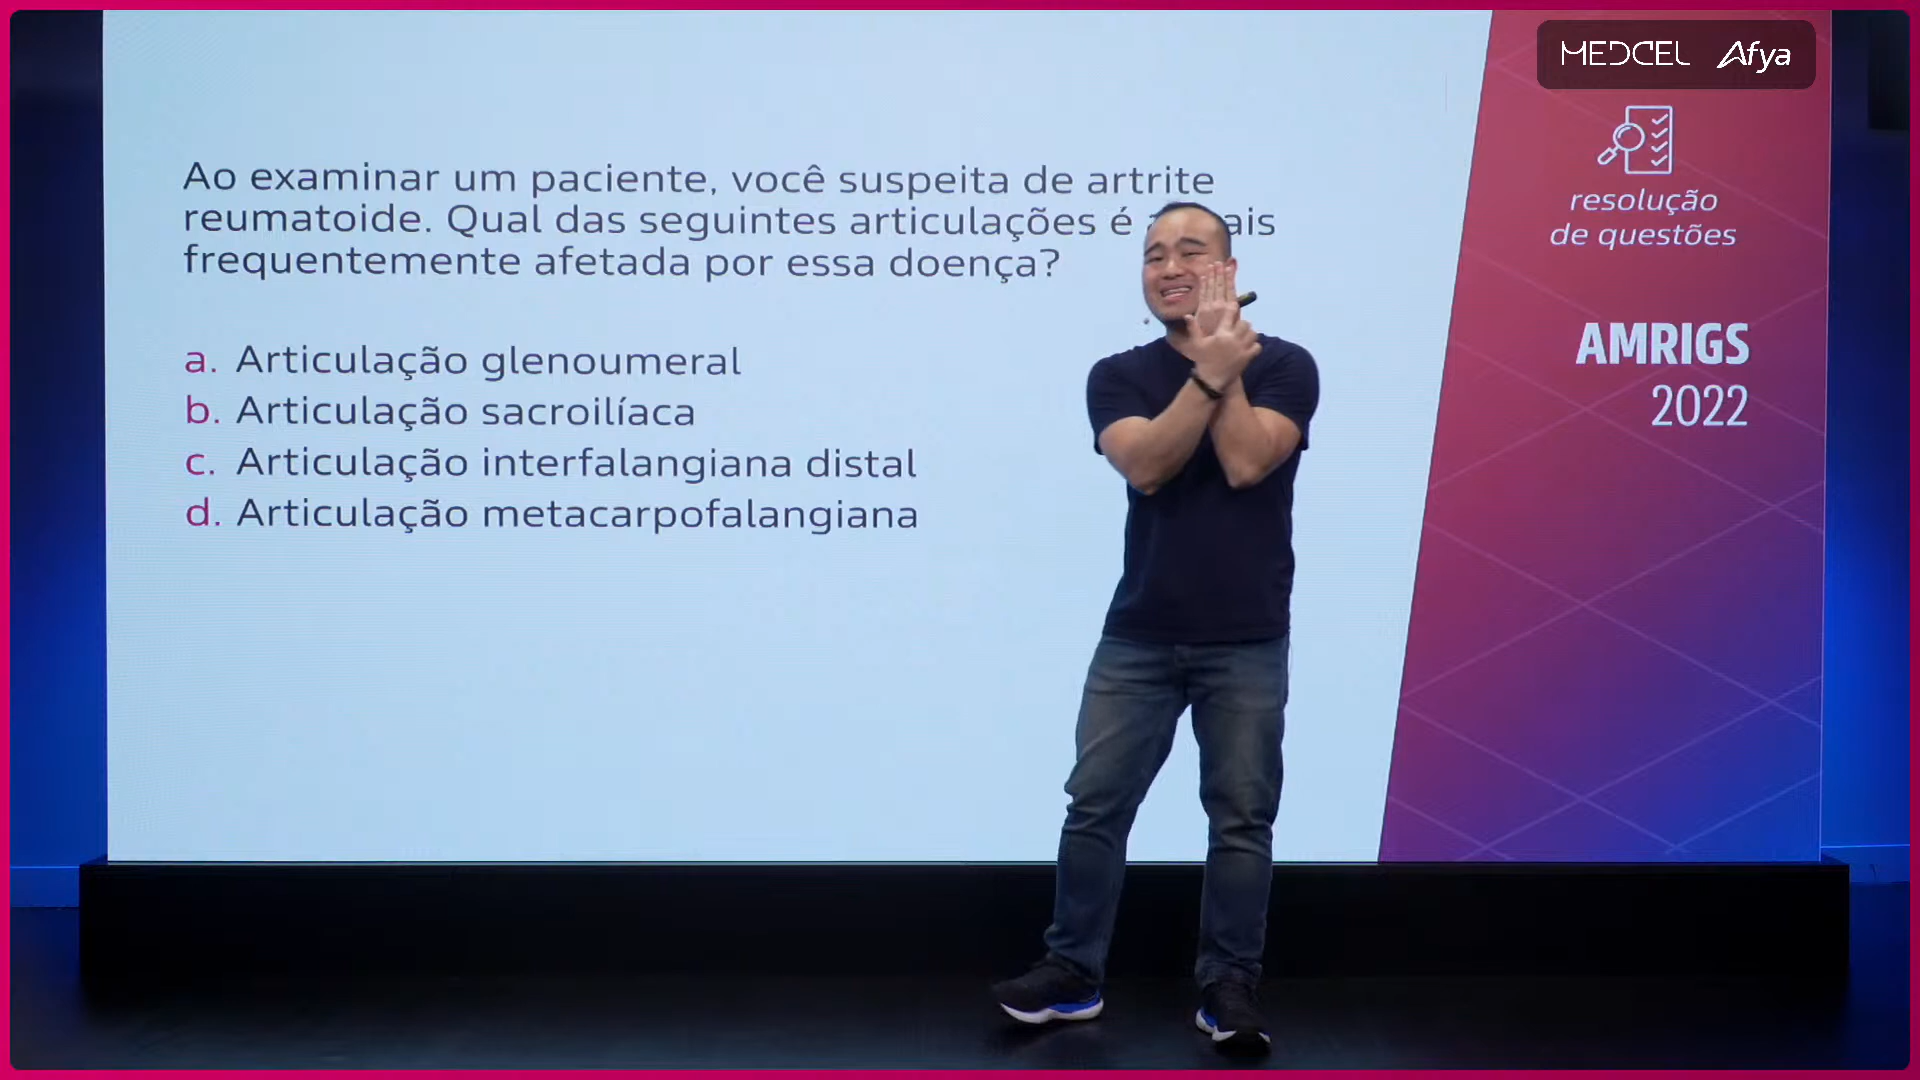 MEDCEL Afya
Ao examinar um paciente, você suspeita de artrite
reumatoide. Qual das seguintes articulações é
frequentemente afetada por essa doença?
a. Articulação glenoumeral
b. Articulação sacroilíaca
c. Articulação interfalangiana distal
d. Articulação metacarpofalangiana
resolução
de questões
AMRIGS
2022